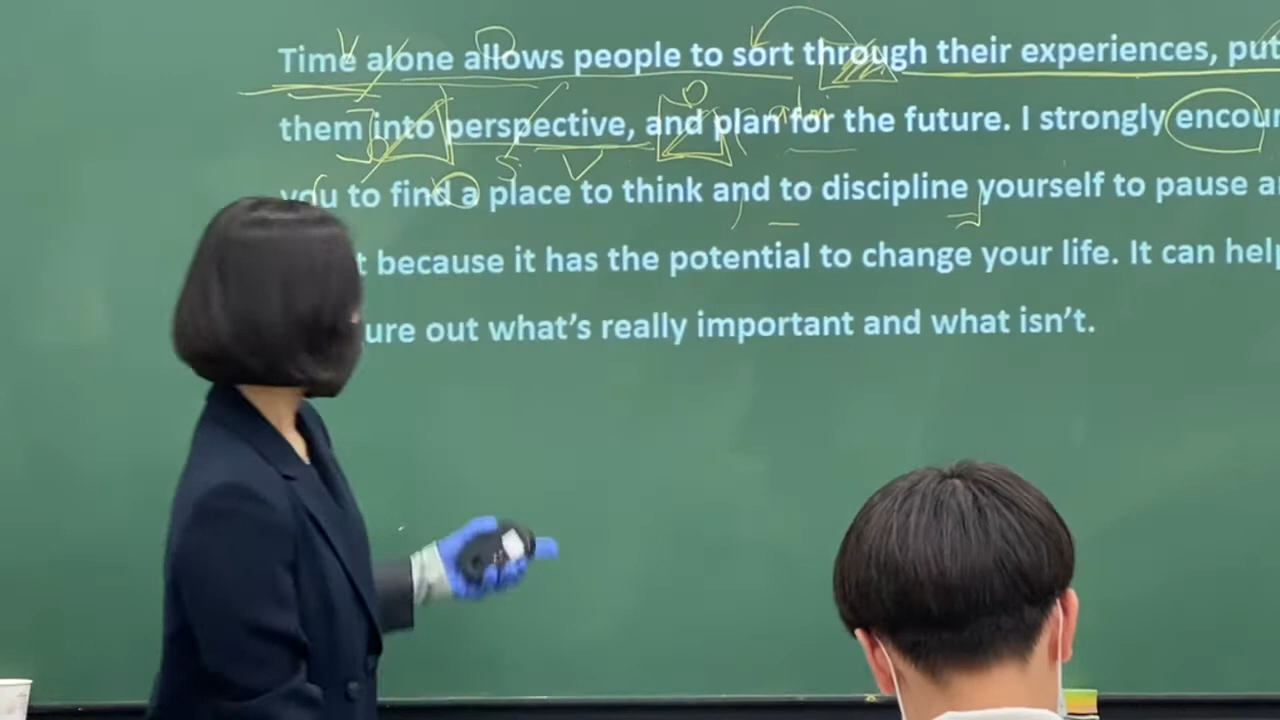 Time alone allows people to sort through their experiences, put
them into perspective, and plan for the future. I strongly encour
you to find a place to think and to discipline yourself to pause a
t because it has the potential to change your life. It can help
ure out what's really important and what isn't.